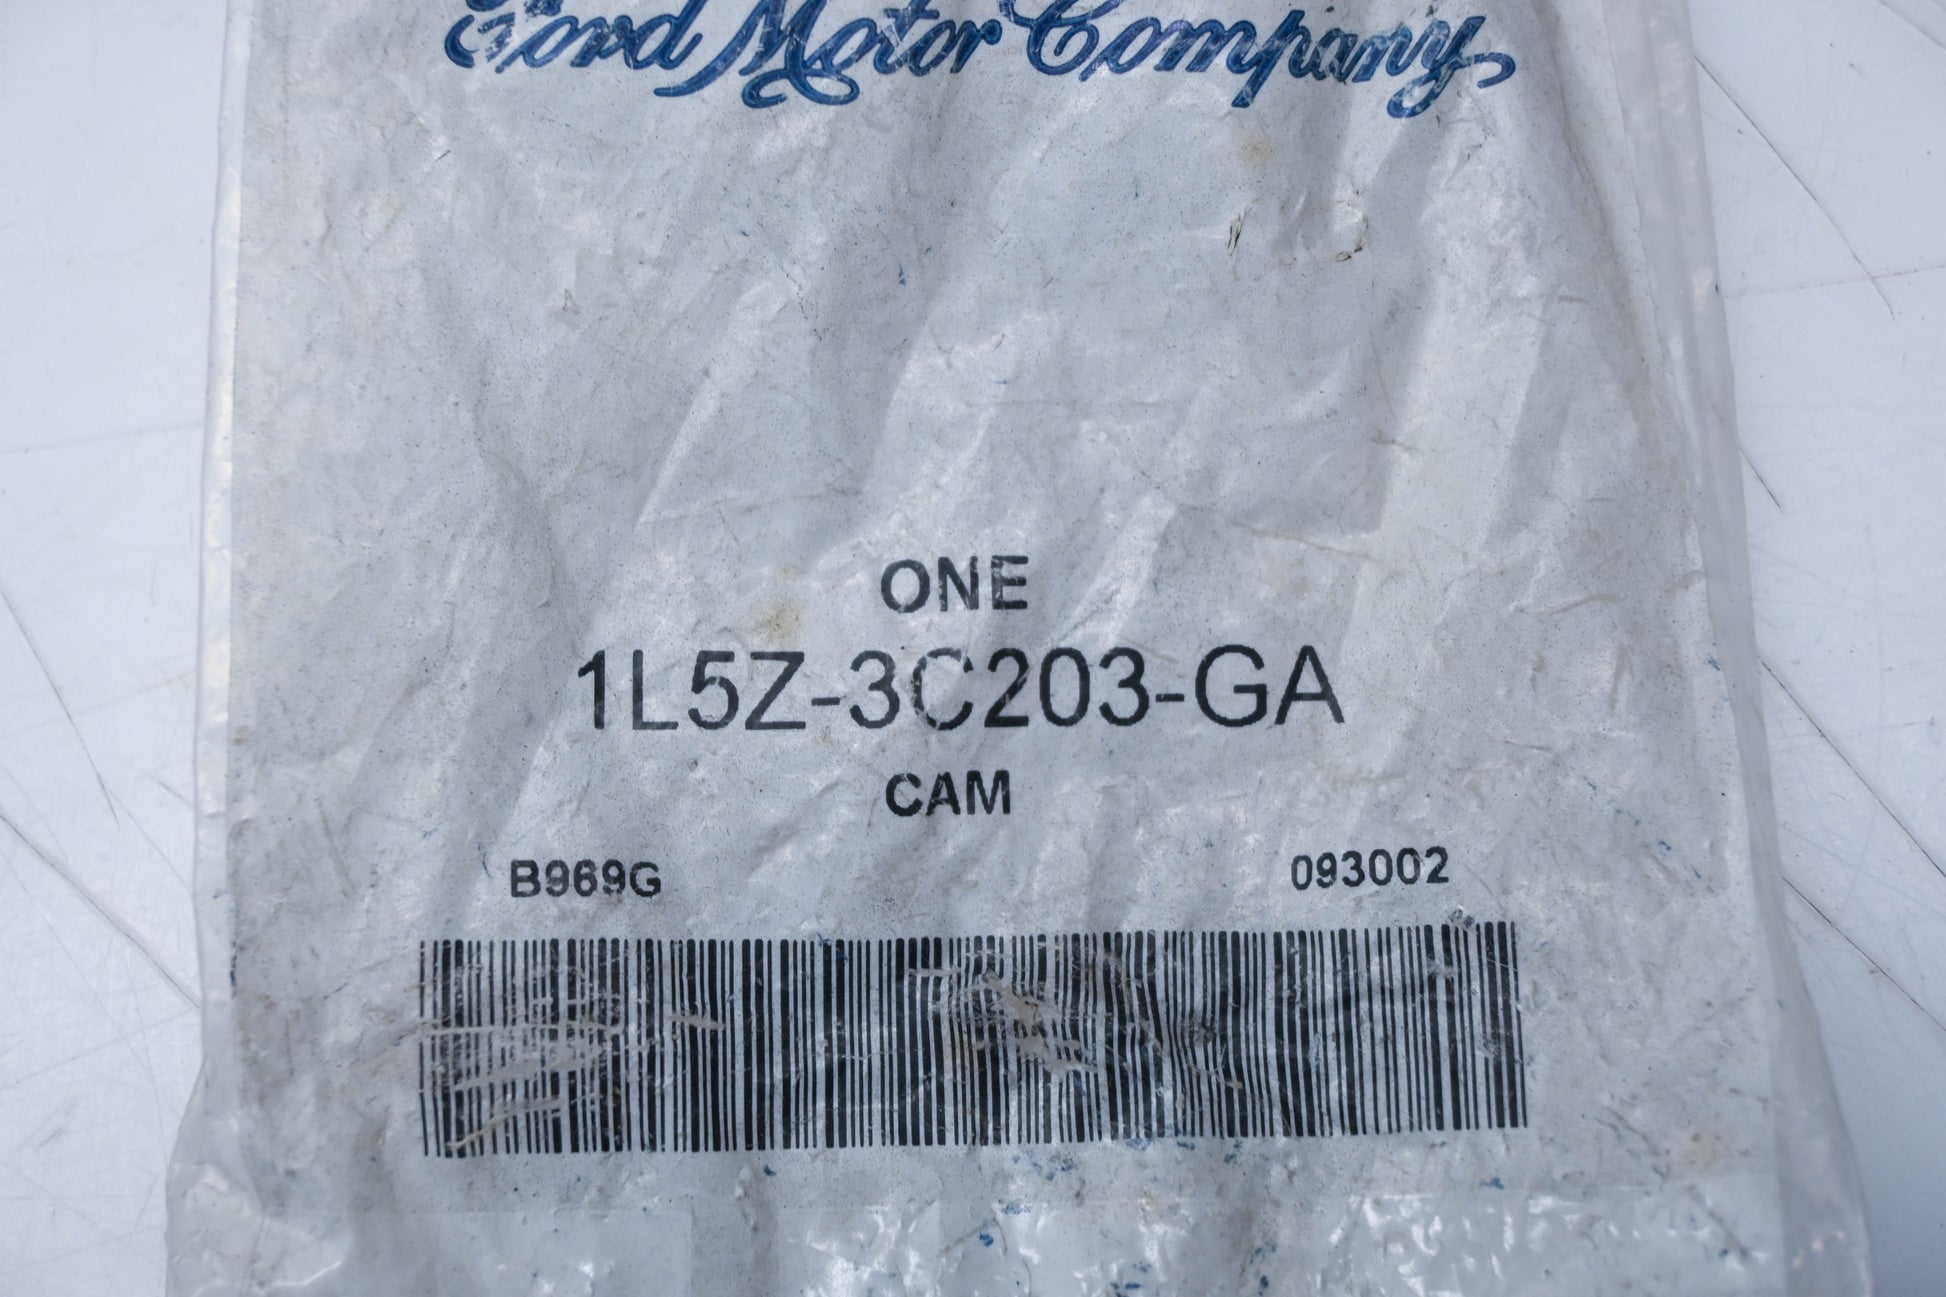 Ford Motor Company
ONE
1L5Z-3C203-GA
CAM
B969G 093002